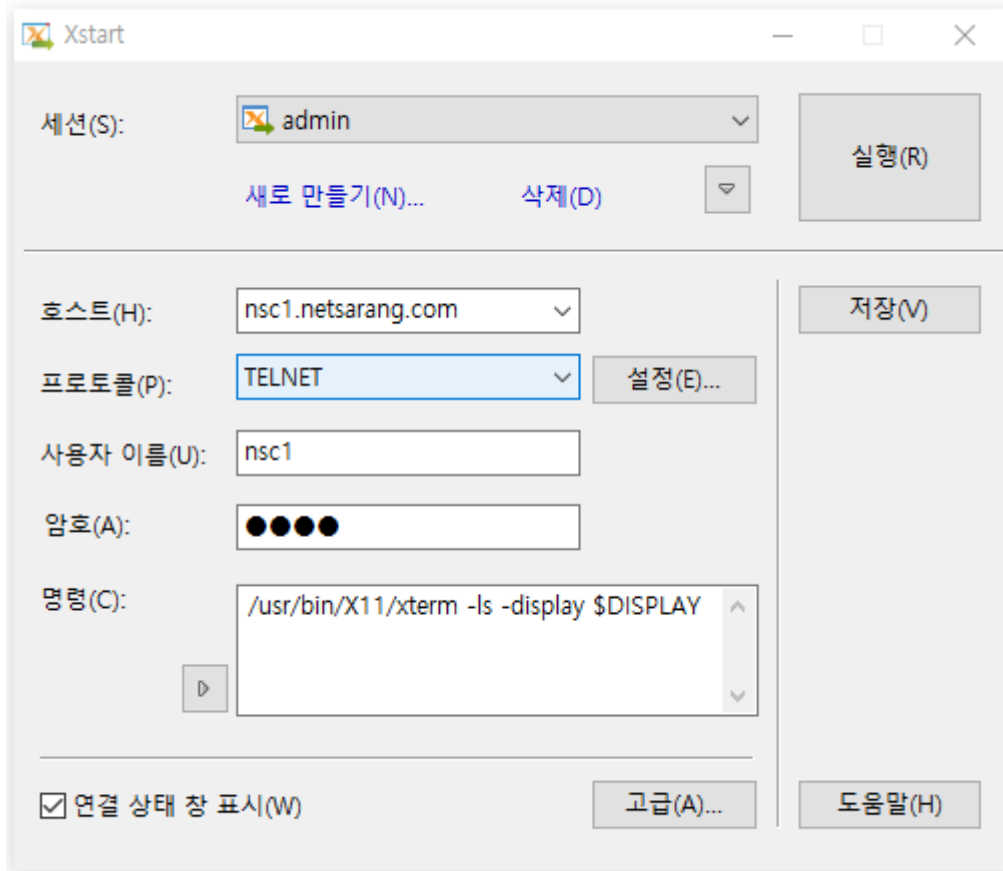 Xstart
세션(S):
admin
실행(R)
새로 만들기(N)...
삭제(D)
호스트(H):
nsc1.netsarang.com
저장(V)
프로토콜(P):
TELNET
설정(E)...
사용자 이름(U):
nsc1
암호(A):
●●●●
명령(C):
/usr/bin/X11/xterm -ls -display $DISPLAY
연결 상태 창 표시(W)
고급(A)...
도움말(H)